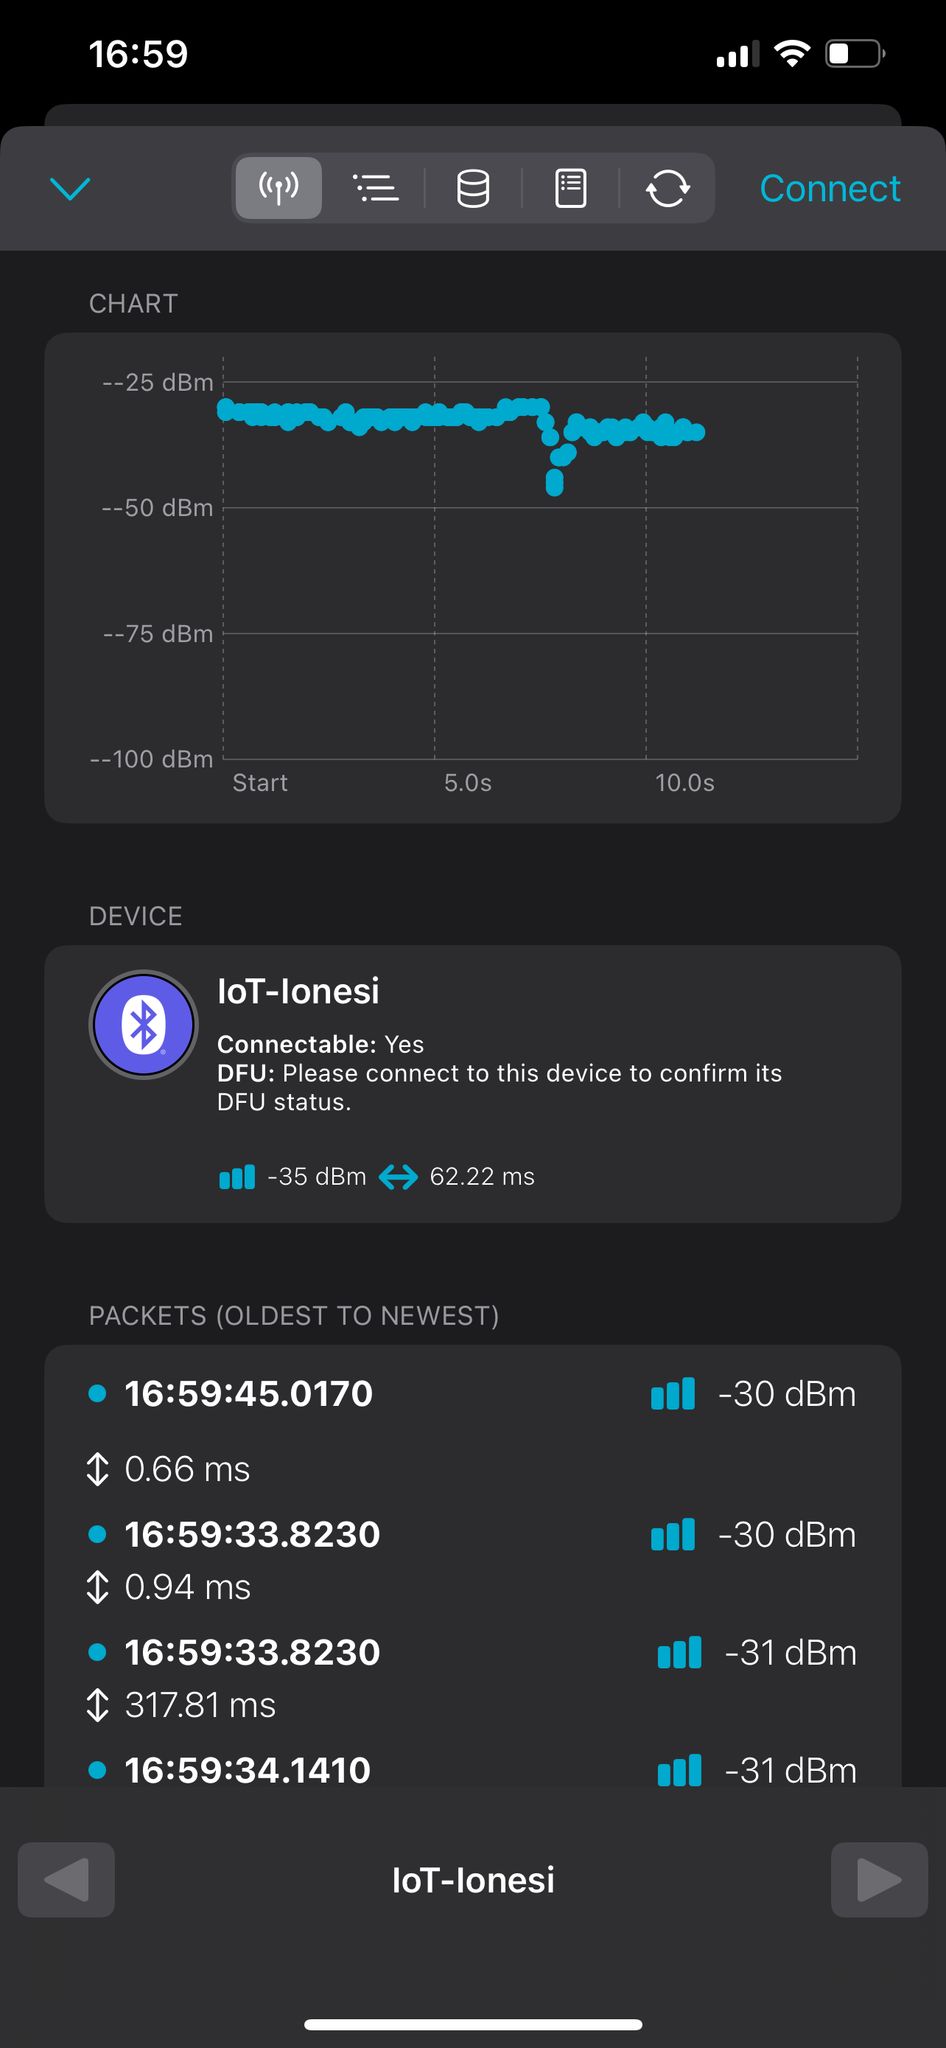 16:59
Connect
CHART
--25 dBm
--50 dBm
--75 dBm
--100 dBm
Start 5.0s 10.0s
DEVICE
IoT-Ionesi
Connectable: Yes
DFU: Please connect to this device to confirm its
DFU status.
-35 dBm 62.22 ms
PACKETS (OLDEST TO NEWEST)
16:59:45.0170 -30 dBm
0.66 ms
16:59:33.8230 -30 dBm
0.94 ms
16:59:33.8230 -31 dBm
317.81 ms
16:59:34.1410 -31 dBm
IoT-Ionesi